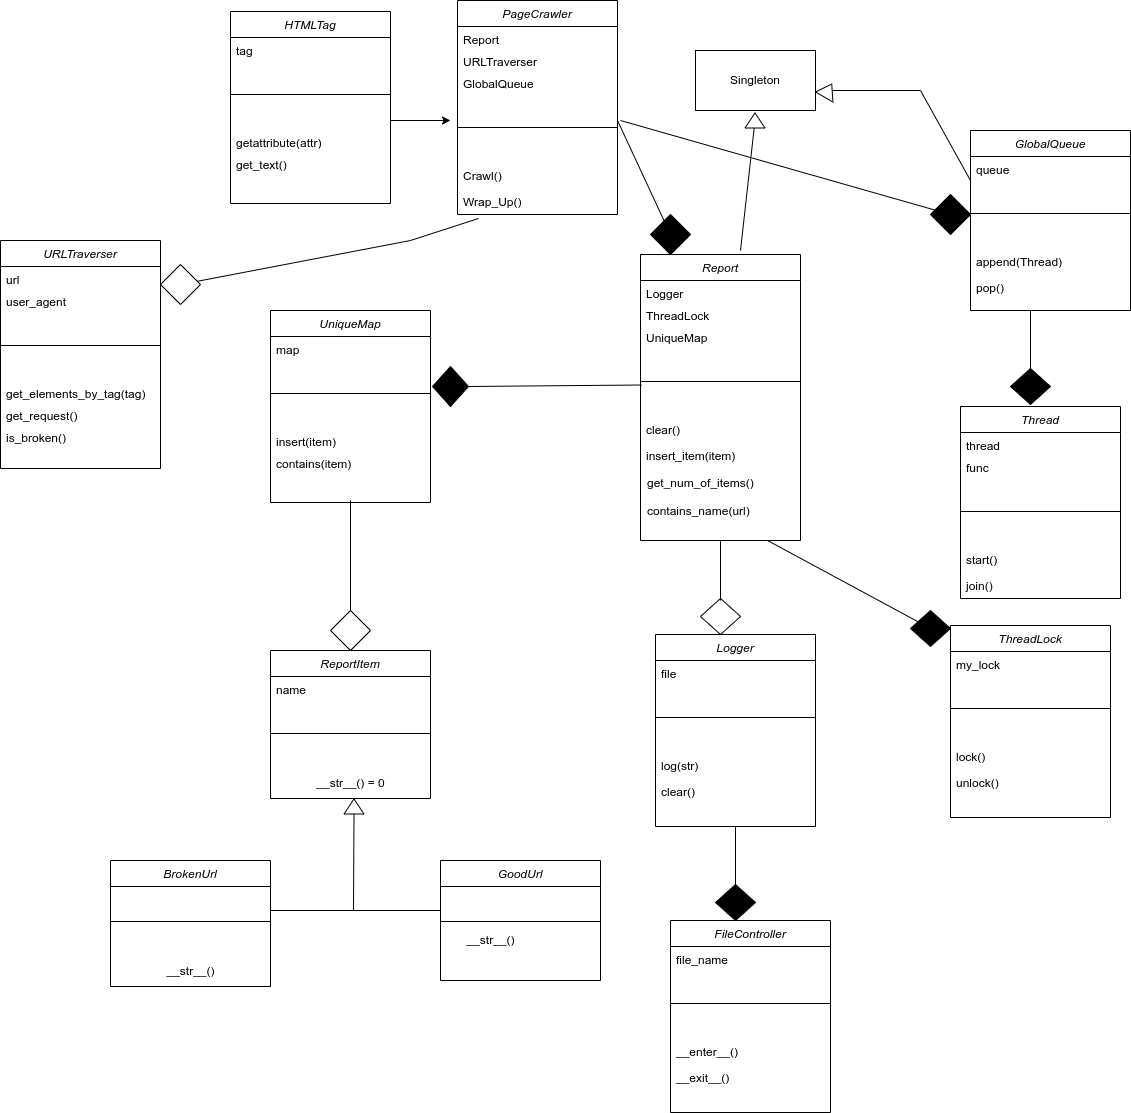 HTMLTag
tag
getattribute(attr)
get_text()
PageCrawler
Report
URLTraverser
GlobalQueue
Crawl()
Wrap_Up()
Singleton
GlobalQueue
queue
append(Thread)
pop()
URLTraverser
url
user_agent
get_elements_by_tag(tag)
get_request()
is_broken()
UniqueMap
map
insert(item)
contains(item)
Report
Logger
ThreadLock
UniqueMap
clear()
insert_item(item)
get_num_of_items()
contains_name(url)
Thread
thread
func
start()
join()
ReportItem
name
__str__() = 0
Logger
file
log(str)
clear()
ThreadLock
my_lock
lock()
unlock()
BrokenUrl
__str__()
GoodUrl
__str__()
FileController
file_name
__enter__()
__exit__()